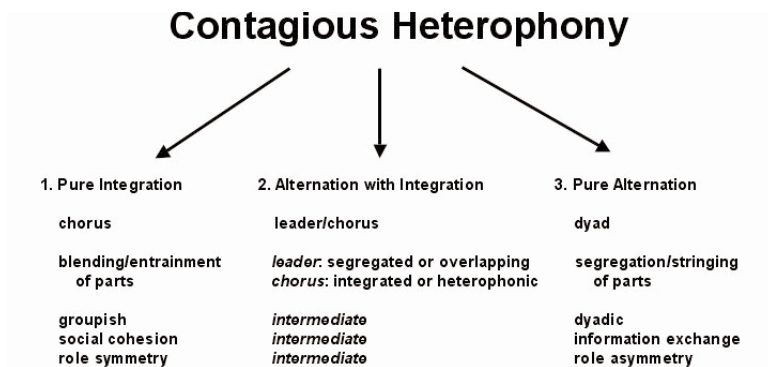 Contagious Heterophony
1. Pure Integration
chorus
blending/entrainment
of parts
groupish
social cohesion
role symmetry
2. Alternation with Integration
leader/chorus
leader: segregated or overlapping
chorus: integrated or heterophonic
intermediate
intermediate
intermediate
3. Pure Alternation
dyad
segregation/stringing
of parts
dyadic
information exchange
role asymmetry